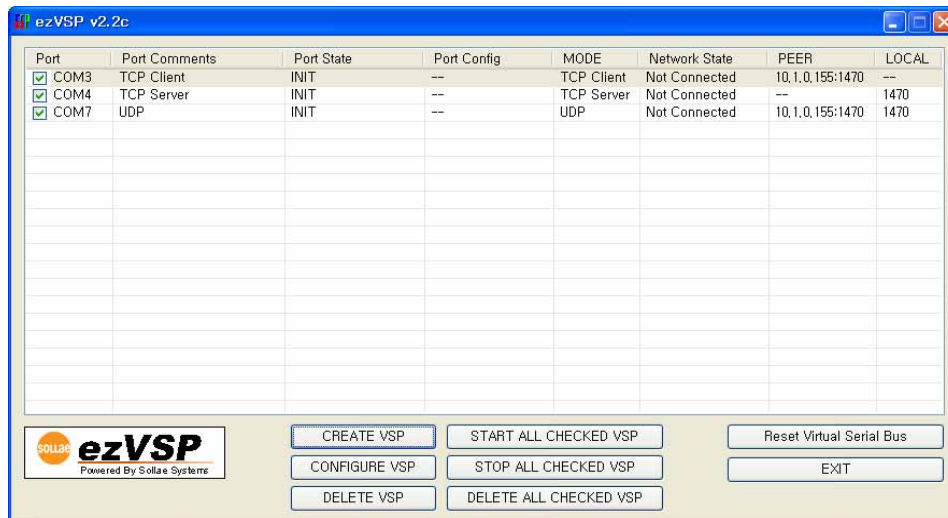 ezVSP v2.2c
Port Port Comments Port State Port Config MODE Network State PEER LOCAL
COM3 TCP Client INIT -- TCP Client Not Connected 10,1,0,155:1470 --
COM4 TCP Server INIT -- TCP Server Not Connected -- 1470
COM7 UDP INIT -- UDP Not Connected 10,1,0,155:1470 1470
SOLLAE ezVSP
Powered By Sollae Systems
CREATE VSP START ALL CHECKED VSP Reset Virtual Serial Bus
CONFIGURE VSP STOP ALL CHECKED VSP EXIT
DELETE VSP DELETE ALL CHECKED VSP